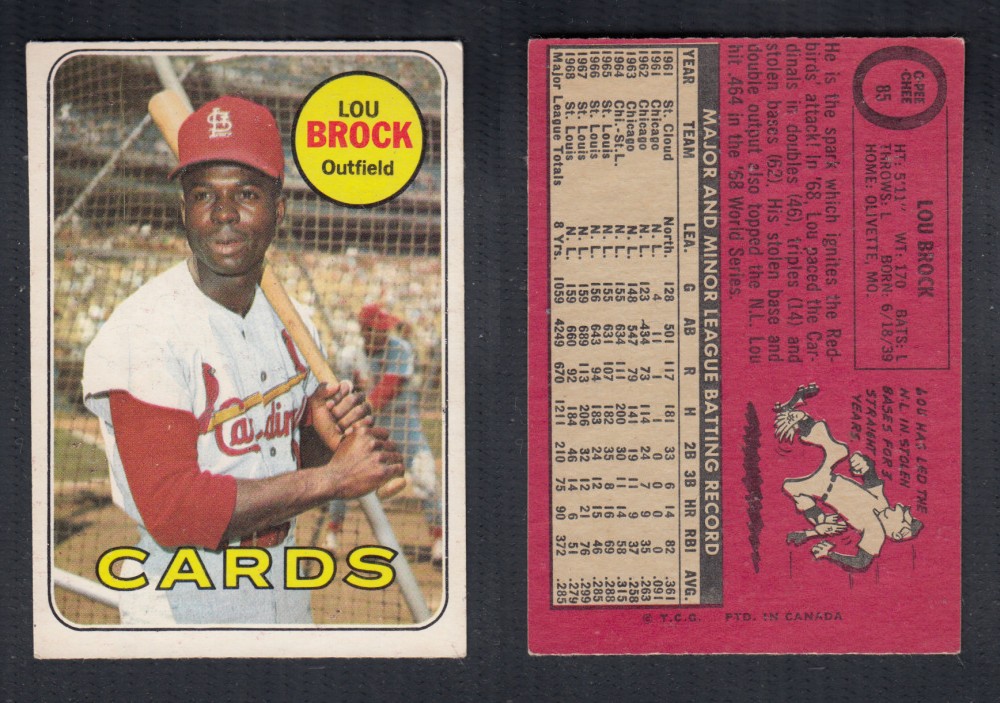 LOU
BROCK
Outfield
Cardinals
CARDS
O-PEE-CHEE
85
LOU BROCK
HT: 5'11" WT: 170 BATS: L
THROWS: L BORN: 6/18/39
HOME: OLIVETTE, MO.
He is the spark which ignites the Red-
birds' attack! In '68, Lou paced the Car-
dinals in doubles (46), triples (14) and
stolen bases (62). His stolen base and
double output also topped the N.L. Lou
hit .464 in the '68 World Series.
LOU HAS LED THE
N.L. IN STOLEN
BASES FOR 3
STRAIGHT
YEARS.
MAJOR AND MINOR LEAGUE BATTING RECORD
YEAR TEAM LEA. G AB R H 2B 3B HR RBI AVG.
1961 St. Cloud North. 128 501 117 181 33 6 14 82 .361
1961 Chicago N. L. 4 11 1 1 0 0 0 0 .091
1962 Chicago N. L. 123 434 73 114 24 7 9 35 .263
1963 Chicago N. L. 148 547 79 141 19 11 9 37 .258
1964 Chi.-St.L. N. L. 155 634 111 200 30 11 14 58 .315
1965 St. Louis N. L. 155 631 107 182 35 8 16 69 .288
1966 St. Louis N. L. 156 643 94 183 24 12 15 46 .285
1967 St. Louis N. L. 159 689 113 206 32 12 21 76 .299
1968 St. Louis N. L. 159 660 92 184 46 14 6 51 .279
Major League Totals 8 Yrs. 1059 4249 670 1211 210 75 90 372 .285
© T.C.G. PTD. IN CANADA